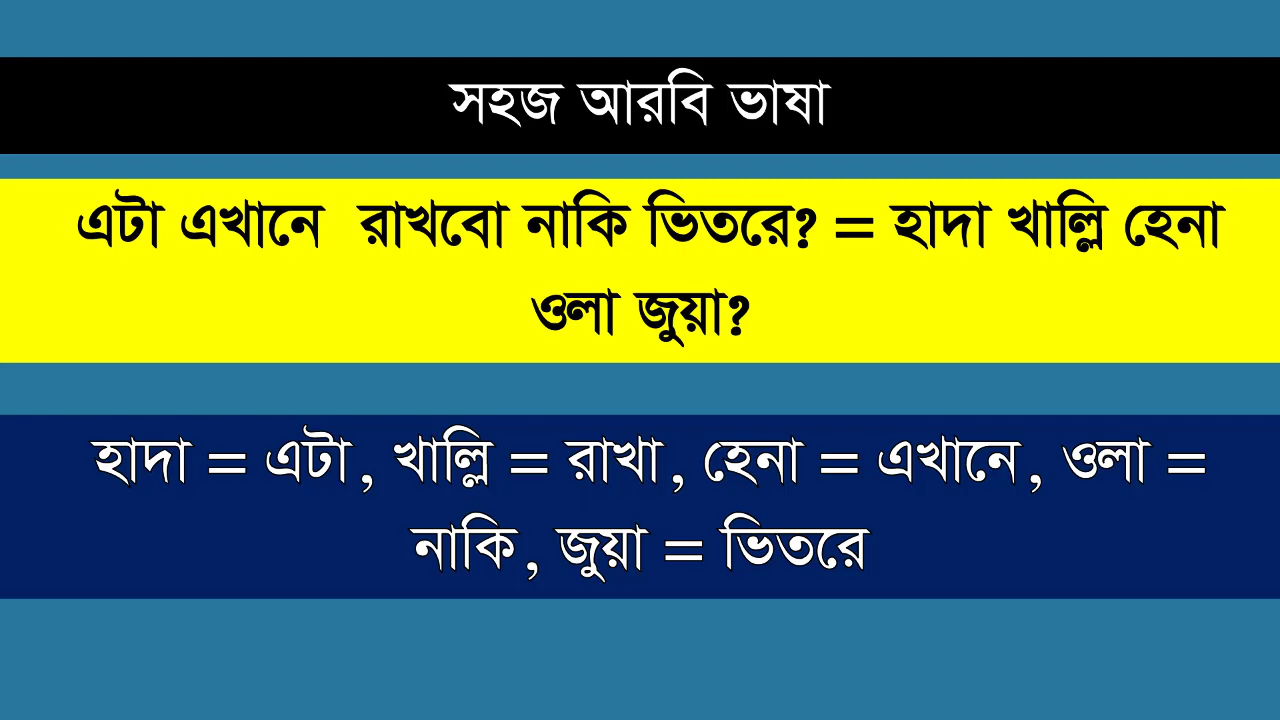 সহজ আরবি ভাষা
এটা এখানে রাখবো নাকি ভিতরে? = হাদা খাল্লি হেনা
ওলা জুয়া?
হাদা = এটা, খাল্লি = রাখা, হেনা = এখানে, ওলা =
নাকি, জুয়া = ভিতরে